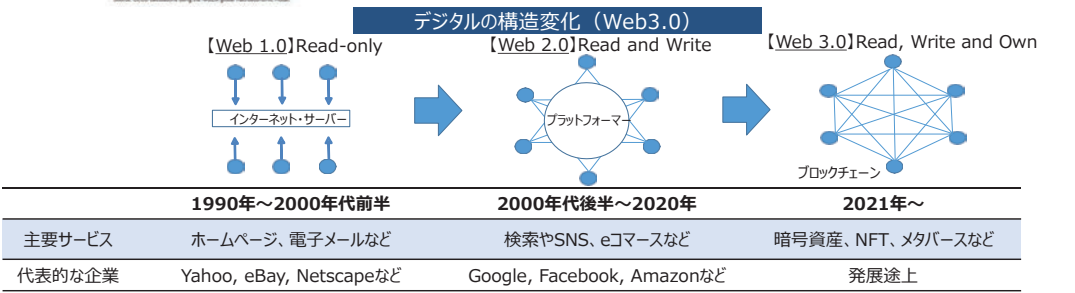 デジタルの構造変化（Web3.0）
【Web 1.0】Read-only
【Web 2.0】Read and Write
【Web 3.0】Read, Write and Own
インターネット・サーバー
プラットフォーマー
ブロックチェーン
1990年～2000年代前半 2000年代後半～2020年 2021年～
主要サービス ホームページ、電子メールなど 検索やSNS、eコマースなど 暗号資産、NFT、メタバースなど
代表的な企業 Yahoo, eBay, Netscapeなど Google, Facebook, Amazonなど 発展途上